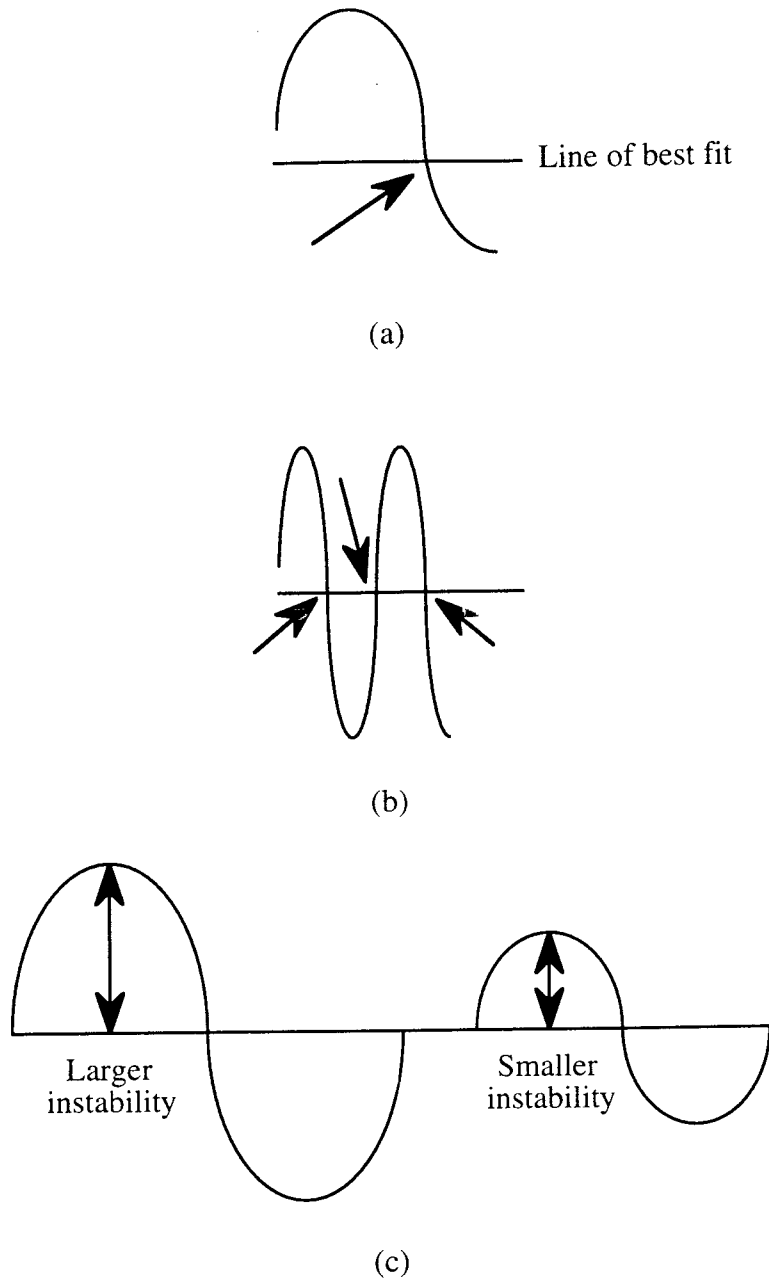 Line of best fit
(a)
(b)
Larger
instability
Smaller
instability
(c)